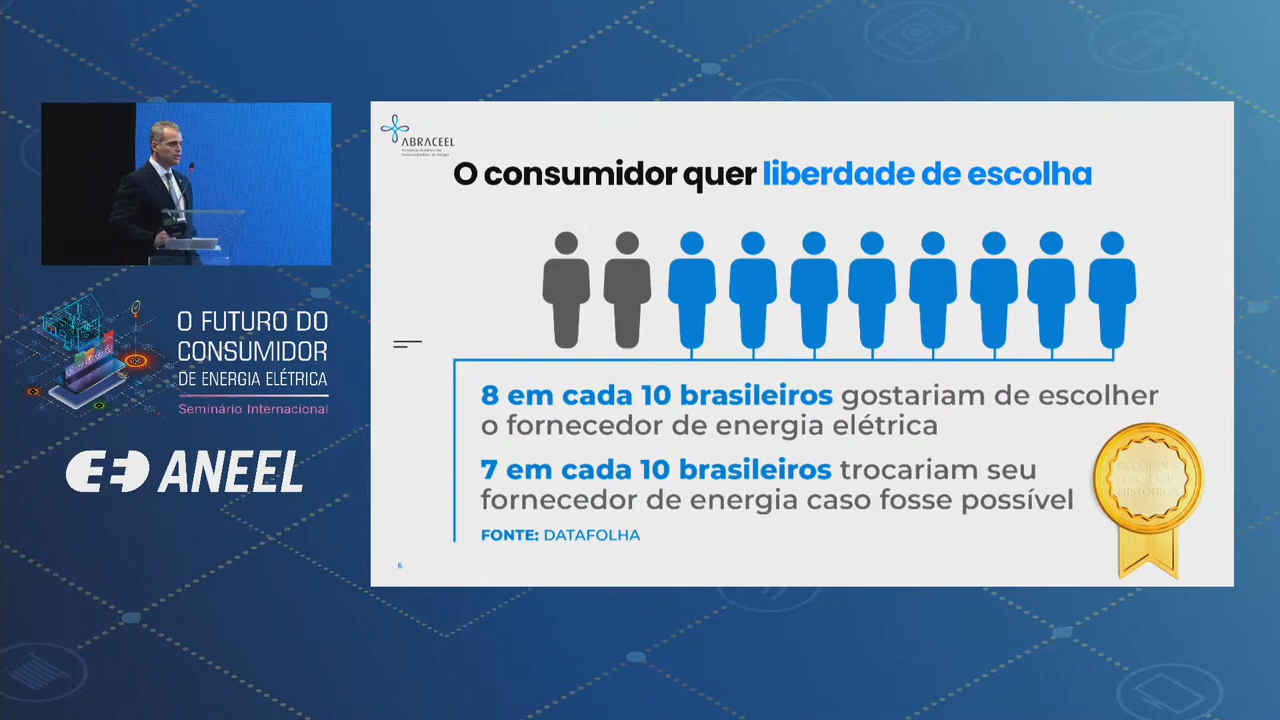 ABRACEEL
O consumidor quer liberdade de escolha
8 em cada 10 brasileiros gostariam de escolher
o fornecedor de energia elétrica
7 em cada 10 brasileiros trocariam seu
fornecedor de energia caso fosse possível
FONTE: DATAFOLHA
6
O FUTURO DO
CONSUMIDOR
DE ENERGIA ELÉTRICA
Seminário Internacional
ANEEL